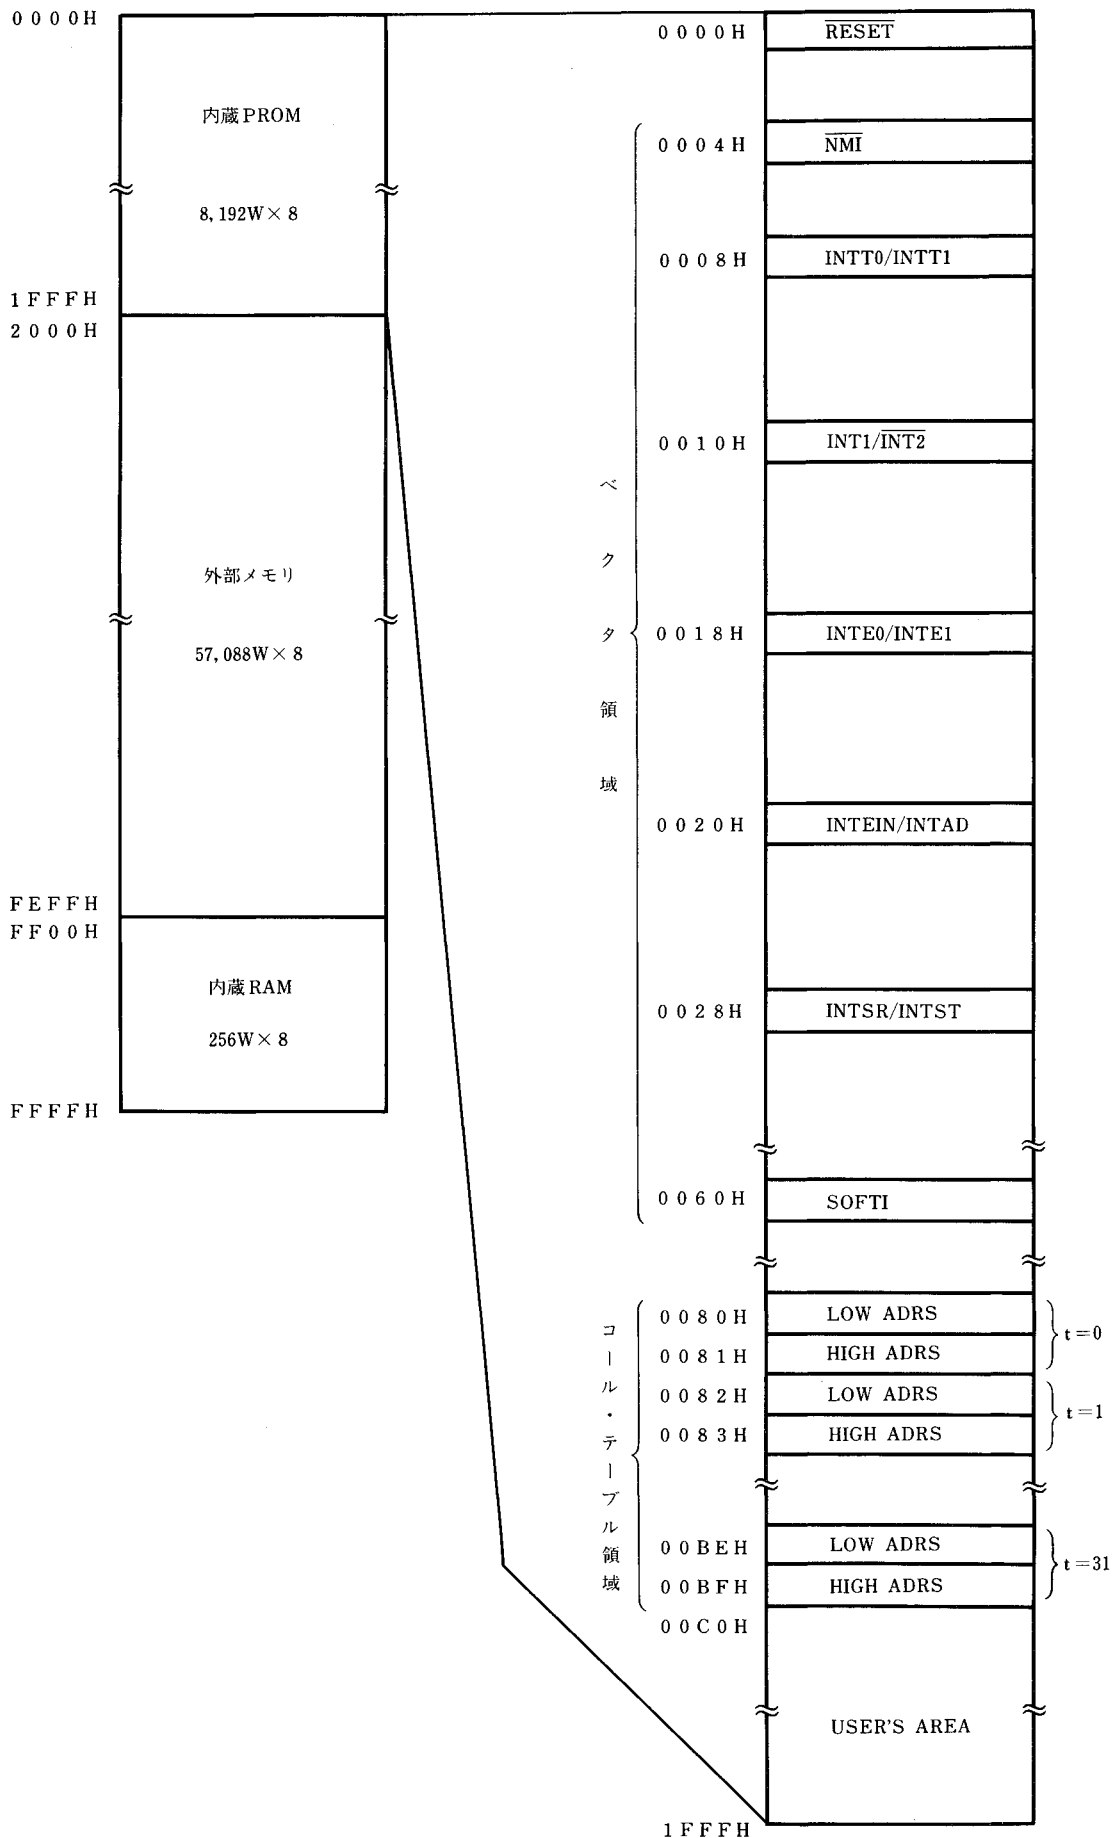 0000H
内蔵PROM
8,192W×8
1FFFH
2000H
外部メモリ
57,088W×8
FEFFH
FF00H
内蔵RAM
256W×8
FFFFH
0000H RESET
0004H NMI
0008H INTT0/INTT1
0010H INT1/INT2
0018H INTE0/INTE1
0020H INTEIN/INTAD
0028H INTSR/INTST
0060H SOFTI
ベクタ領域
0080H LOW ADRS
0081H HIGH ADRS
t=0
0082H LOW ADRS
0083H HIGH ADRS
t=1
00BEH LOW ADRS
00BFH HIGH ADRS
t=31
コール・テーブル領域
00C0H
USER'S AREA
1FFFH